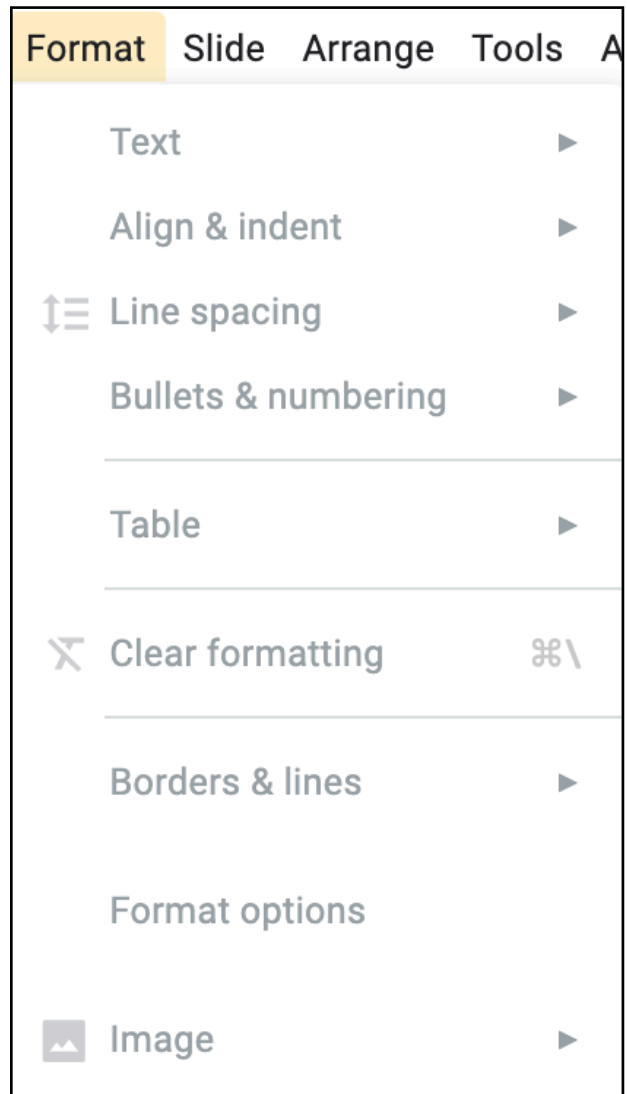 Format Slide Arrange Tools A
Text
Align & indent
Line spacing
Bullets & numbering
Table
Clear formatting ⌘\
Borders & lines
Format options
Image